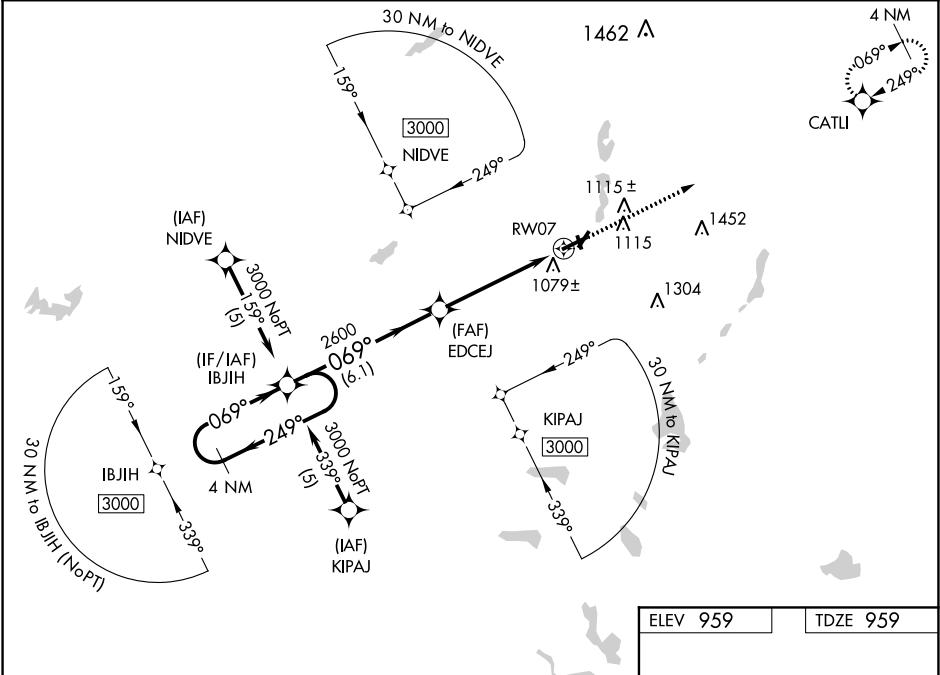 30 NM to NIDVE
159°
3000
NIDVE
249°
1462
4 NM
069°
249°
CATLI
(IAF)
NIDVE
3000 NoPT
159°
(5)
RW07
1115 ±
1115
1452
1079 ±
1304
(FAF)
EDCEJ
2600
069°
(6.1)
(IF/IAF)
IBJIH
069°
249°
4 NM
3000 NoPT
339°
(5)
(IAF)
KIPAJ
159°
IBJIH
3000
339°
30 NM to IBJIH (NoPT)
249°
KIPAJ
3000
339°
30 NM to KIPAJ
ELEV 959
TDZE 959